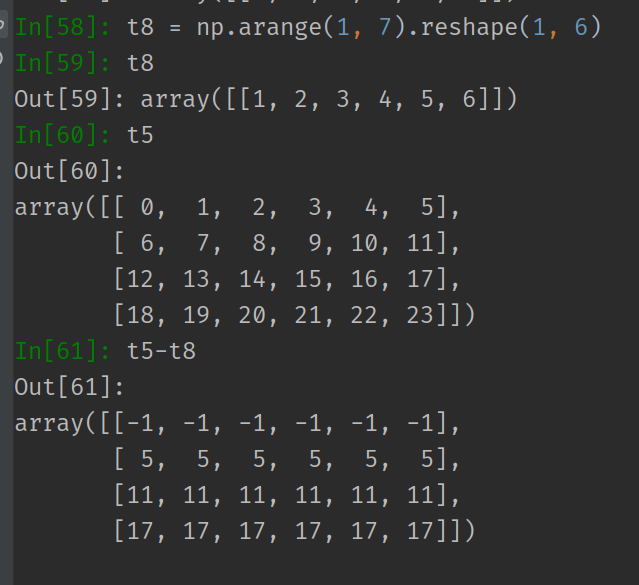 In[58]: t8 = np.arange(1, 7).reshape(1, 6)
In[59]: t8
Out[59]: array([[1, 2, 3, 4, 5, 6]])
In[60]: t5
Out[60]:
array([[ 0,  1,  2,  3,  4,  5],
       [ 6,  7,  8,  9, 10, 11],
       [12, 13, 14, 15, 16, 17],
       [18, 19, 20, 21, 22, 23]])
In[61]: t5-t8
Out[61]:
array([[-1, -1, -1, -1, -1, -1],
       [ 5,  5,  5,  5,  5,  5],
       [11, 11, 11, 11, 11, 11],
       [17, 17, 17, 17, 17, 17]])